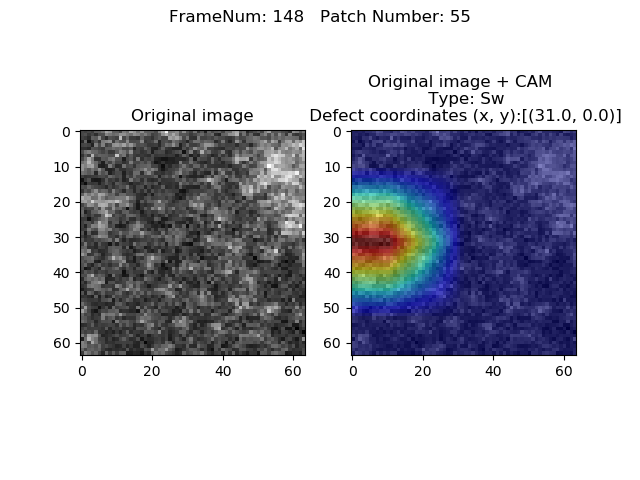 FrameNum: 148   Patch Number: 55
Original image
0
10
20
30
40
50
60
0 20 40 60
Original image + CAM
Type: Sw
Defect coordinates (x, y):[(31.0, 0.0)]
0
10
20
30
40
50
60
0 20 40 60